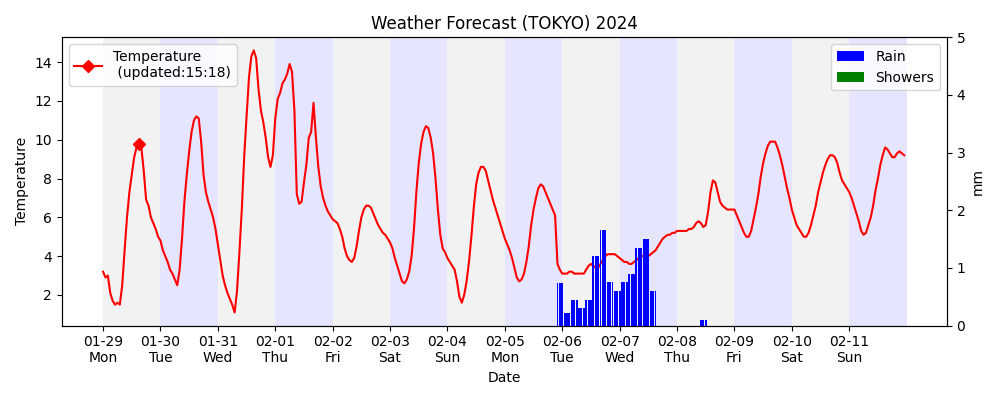 Weather Forecast (TOKYO) 2024
Temperature
(updated:15:18)
Rain
Showers
Temperature
14
12
10
8
6
4
2
5
4
3
2
1
0
mm
01-29 01-30 01-31 02-01 02-02 02-03 02-04 02-05 02-06 02-07 02-08 02-09 02-10 02-11
Mon Tue Wed Thu Fri Sat Sun Mon Tue Wed Thu Fri Sat Sun
Date